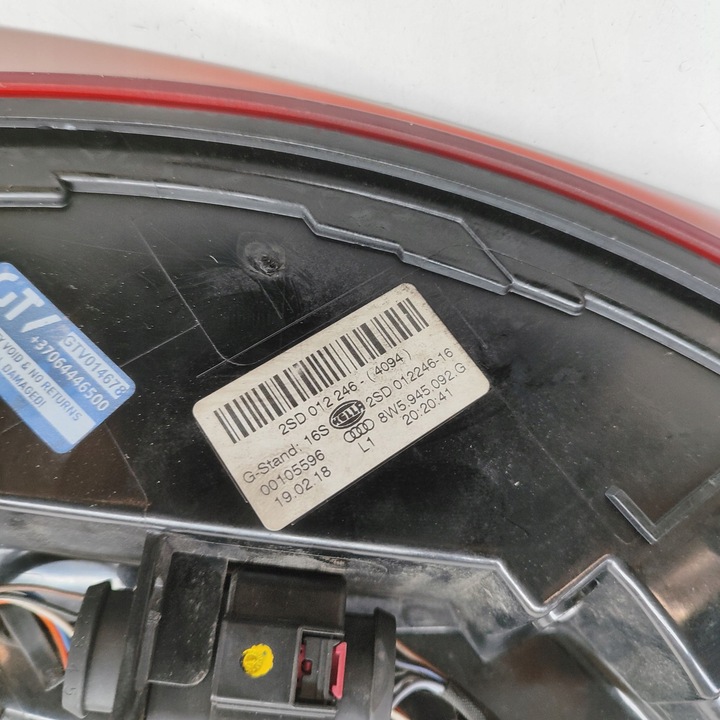 2SD 012 246 - ( 4094 )
G-Stand: 16S HELLA 2SD 012246-16
00105596 8W5.945.092.G
19.02.18 L1 20:20:41
GTV
GTV014678
+37064446500
VOID & NO RETURNS
DAMAGED!